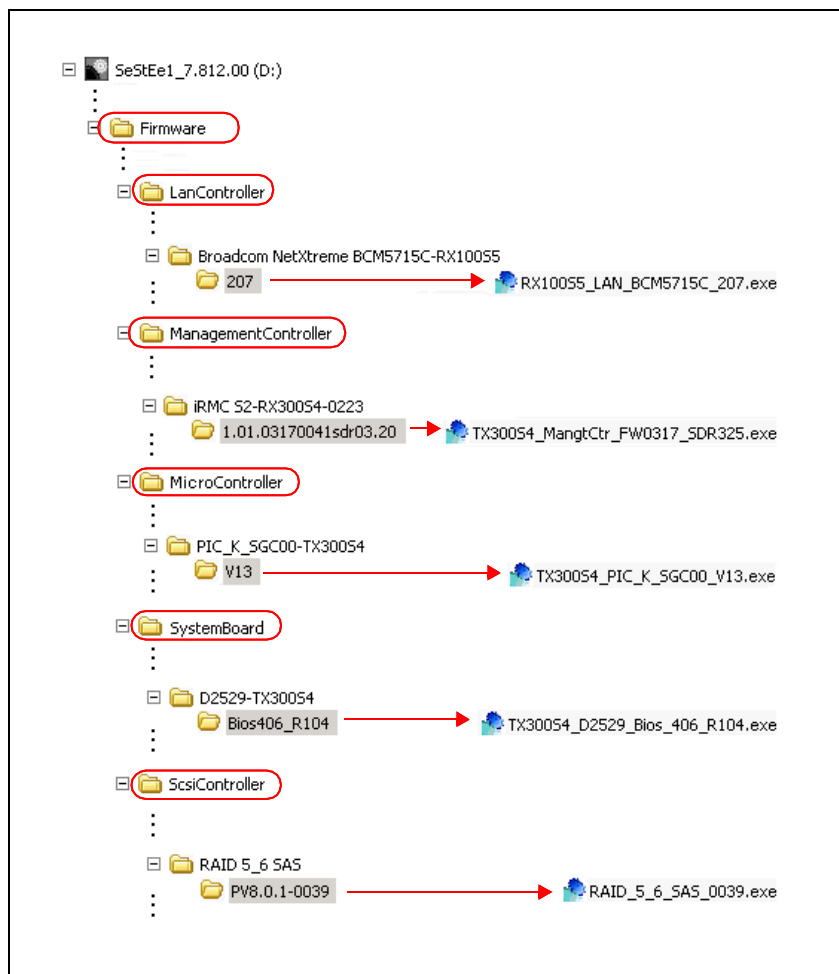 SeStEe1_7.812.00 (D:)
Firmware
LanController
Broadcom NetXtreme BCM5715C-RX100S5
207
RX100S5_LAN_BCM5715C_207.exe
ManagementController
iRMC S2-RX300S4-0223
1.01.03170041sdr03.20
TX300S4_MangtCtr_FW0317_SDR325.exe
MicroController
PIC_K_SGC00-TX300S4
V13
TX300S4_PIC_K_SGC00_V13.exe
SystemBoard
D2529-TX300S4
Bios406_R104
TX300S4_D2529_Bios_406_R104.exe
ScsiController
RAID 5_6 SAS
PV8.0.1-0039
RAID_5_6_SAS_0039.exe